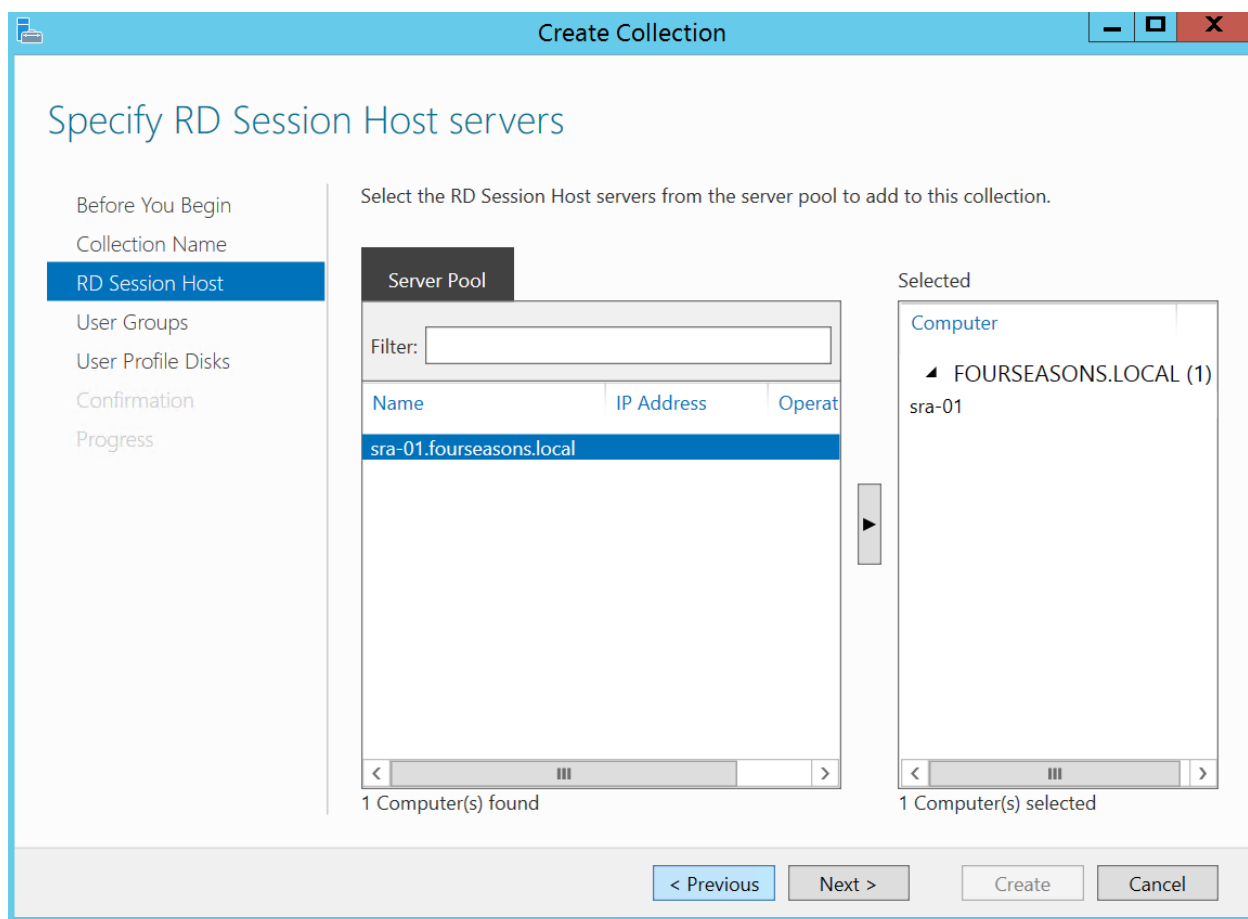 Create Collection
Specify RD Session Host servers
Before You Begin
Collection Name
RD Session Host
User Groups
User Profile Disks
Confirmation
Progress
Select the RD Session Host servers from the server pool to add to this collection.
Server Pool
Filter:
Name IP Address Operat
sra-01.fourseasons.local
1 Computer(s) found
Selected
Computer
FOURSEASONS.LOCAL (1)
sra-01
1 Computer(s) selected
< Previous Next > Create Cancel